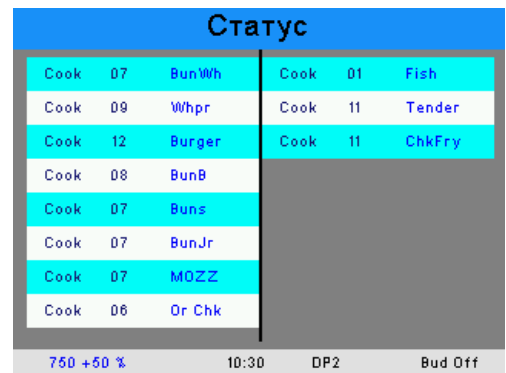 Статус
Cook 07 BunWh
Cook 09 Whpr
Cook 12 Burger
Cook 08 BunB
Cook 07 Buns
Cook 07 BunJr
Cook 07 MOZZ
Cook 06 Or Chk
Cook 01 Fish
Cook 11 Tender
Cook 11 ChkFry
750 +50 % 10:30 DP2 Bud Off